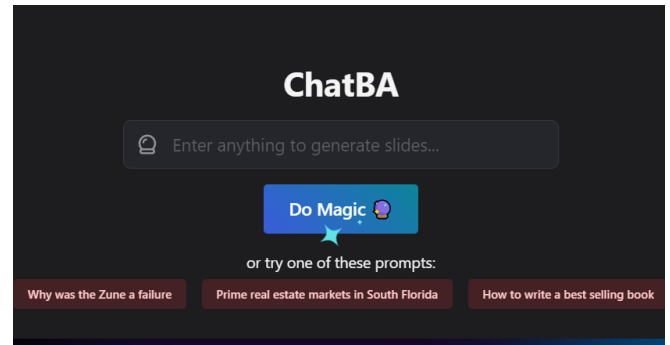 ChatBA
Enter anything to generate slides...
Do Magic 🔮
or try one of these prompts:
Why was the Zune a failure
Prime real estate markets in South Florida
How to write a best selling book